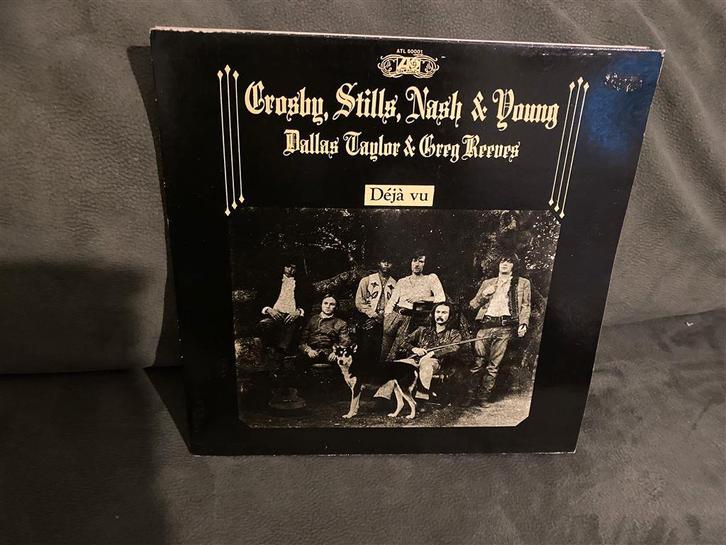 ATL 50001
Crosby, Stills, Nash & Young
Dallas Taylor & Greg Reeves
Déjà vu